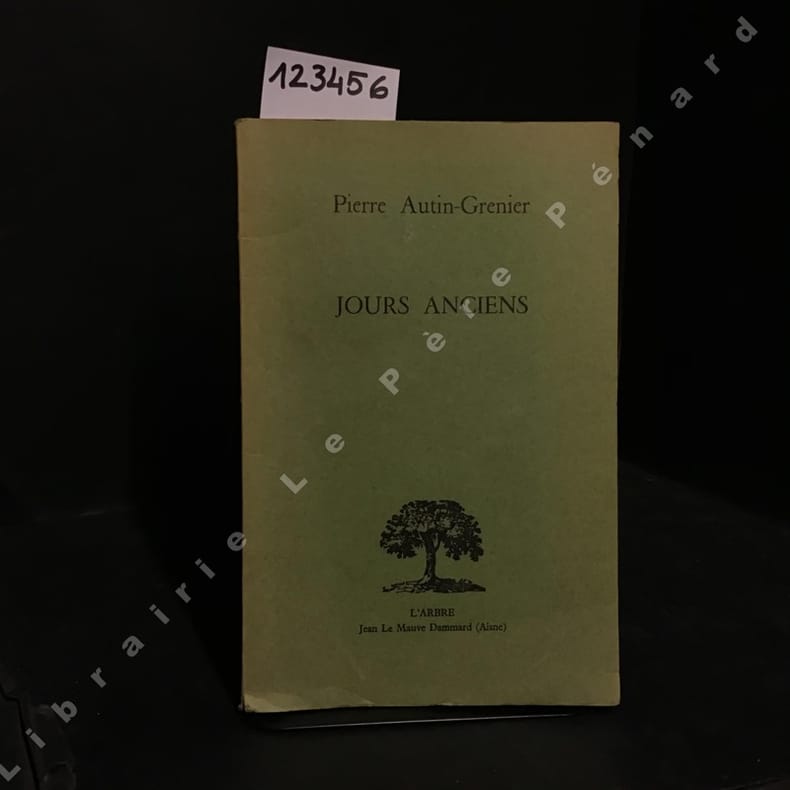 123456
Pierre Autin-Grenier
JOURS ANCIENS
L'ARBRE
Jean Le Mauve Dammard (Aisne)
Librairie Le Père Pénard